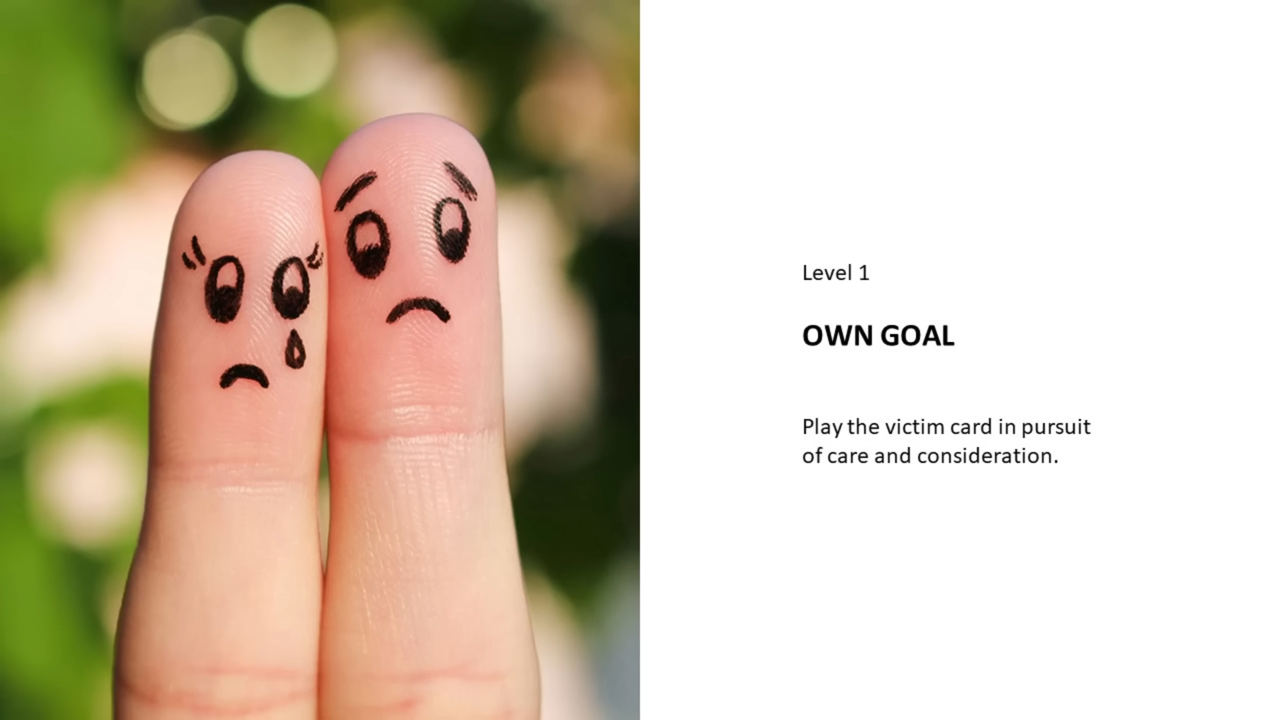 Level 1
OWN GOAL
Play the victim card in pursuit
of care and consideration.